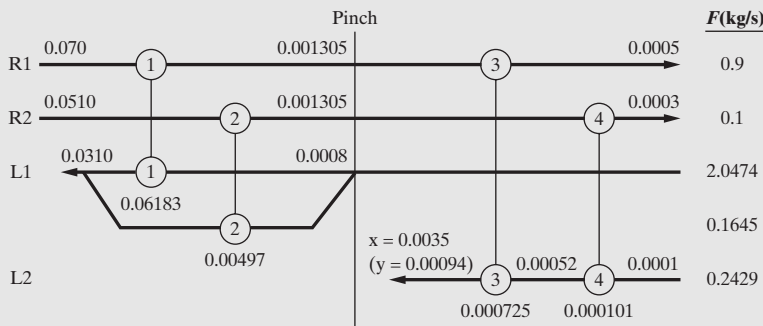 Pinch
F(kg/s)
0.070 0.001305 0.0005
R1 1 3 0.9
0.0510 0.001305 0.0003
R2 2 4 0.1
0.0310 0.0008
L1 1 2.0474
0.06183
2 0.1645
0.00497
x = 0.0035
(y = 0.00094) 0.00052 0.0001
L2 3 4 0.2429
0.000725 0.000101